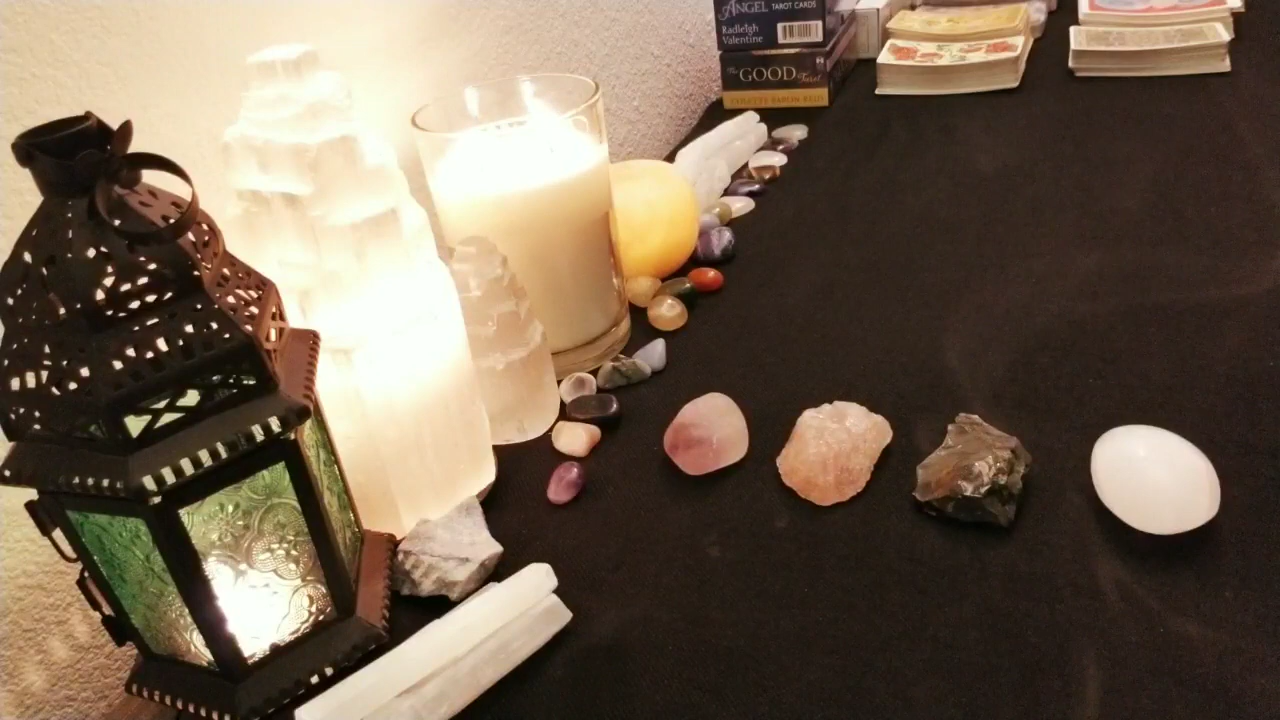 ANGEL TAROT CARDS
Radleigh
Valentine
The GOOD Tarot
COLETTE BARON-REID